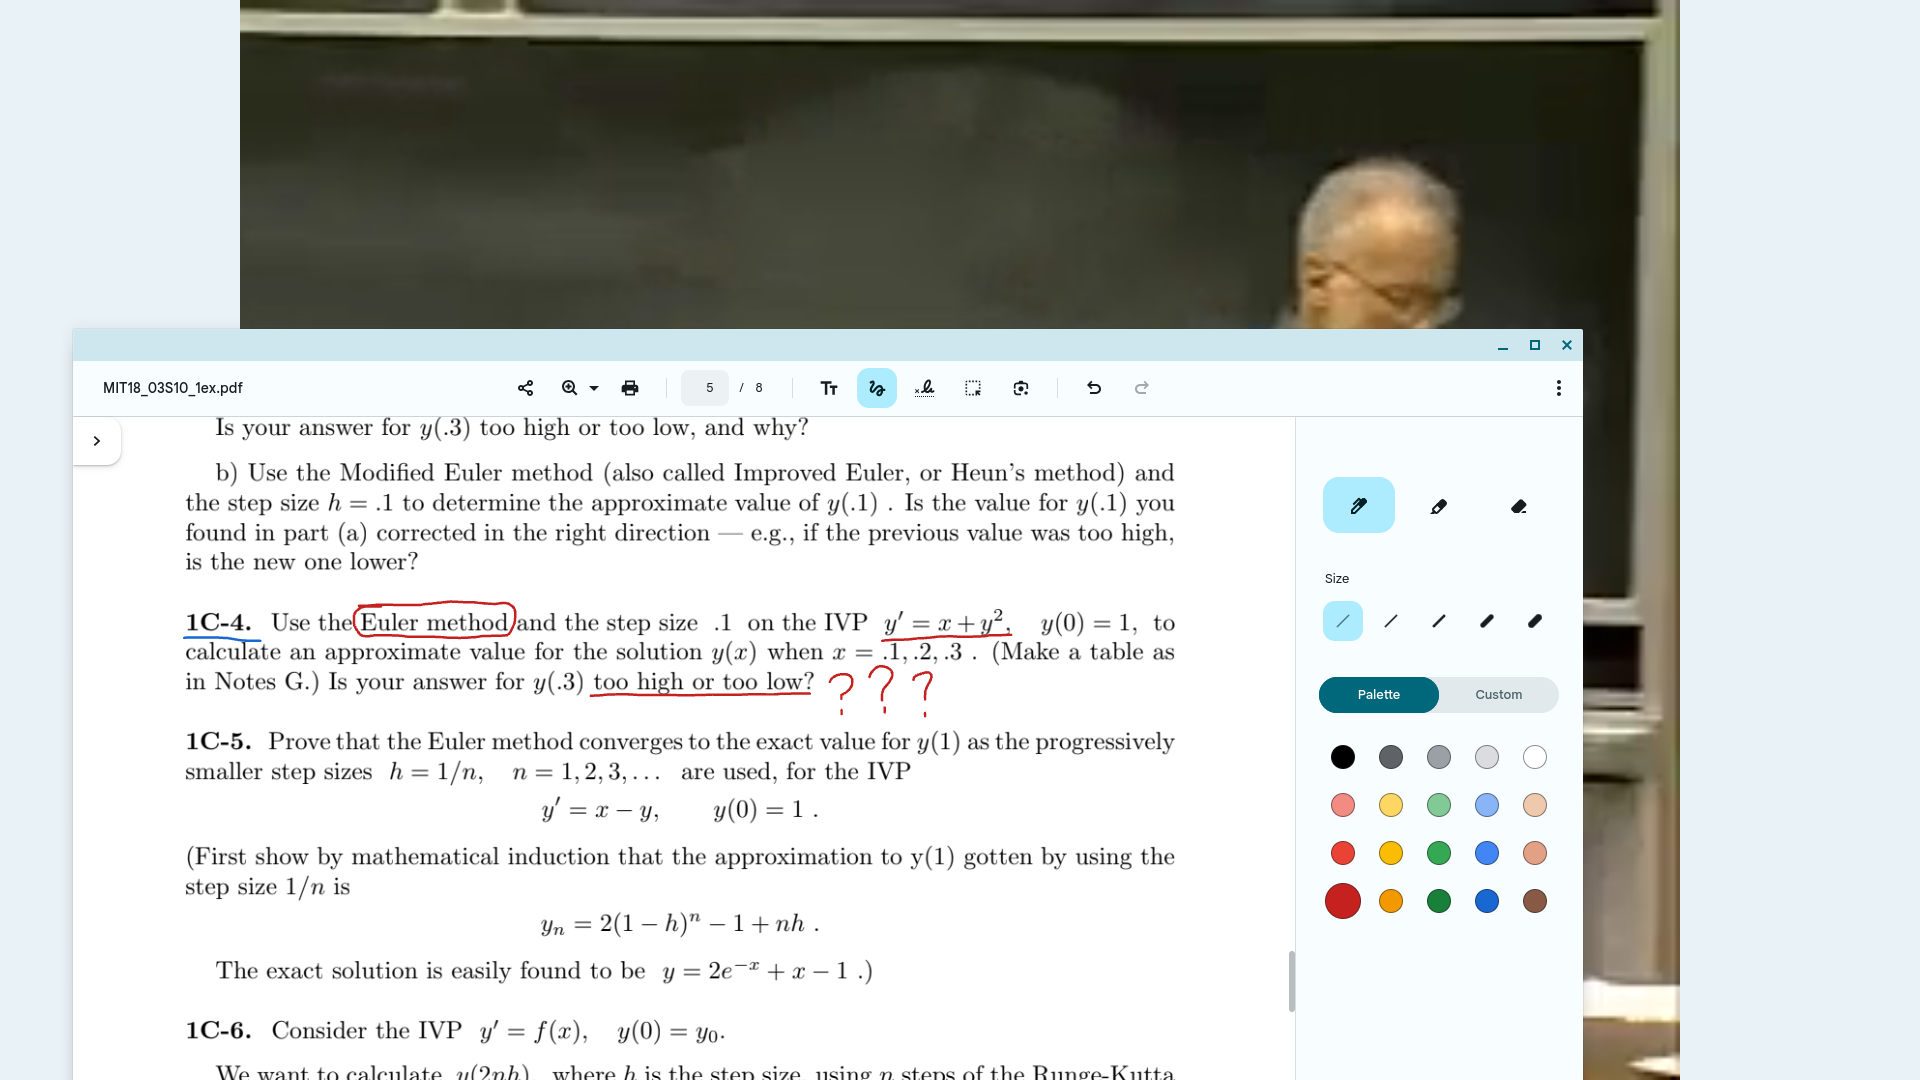 MIT18_03S10_1ex.pdf
5 / 8
Is your answer for y(.3) too high or too low, and why?
b) Use the Modified Euler method (also called Improved Euler, or Heun's method) and
the step size h = .1 to determine the approximate value of y(.1) . Is the value for y(.1) you
found in part (a) corrected in the right direction — e.g., if the previous value was too high,
is the new one lower?
1C-4. Use the Euler method and the step size .1 on the IVP y′ = x + y², y(0) = 1, to
calculate an approximate value for the solution y(x) when x = .1, .2, .3 . (Make a table as
in Notes G.) Is your answer for y(.3) too high or too low? ? ? ?
1C-5. Prove that the Euler method converges to the exact value for y(1) as the progressively
smaller step sizes h = 1/n, n = 1, 2, 3, . . . are used, for the IVP
y′ = x − y, y(0) = 1 .
(First show by mathematical induction that the approximation to y(1) gotten by using the
step size 1/n is
yₙ = 2(1 − h)ⁿ − 1 + nh .
The exact solution is easily found to be y = 2e⁻ˣ + x − 1 .)
1C-6. Consider the IVP y′ = f(x), y(0) = y₀.
We want to calculate y(2nh), where h is the step size, using n steps of the Runge-Kutta
Size
Palette
Custom